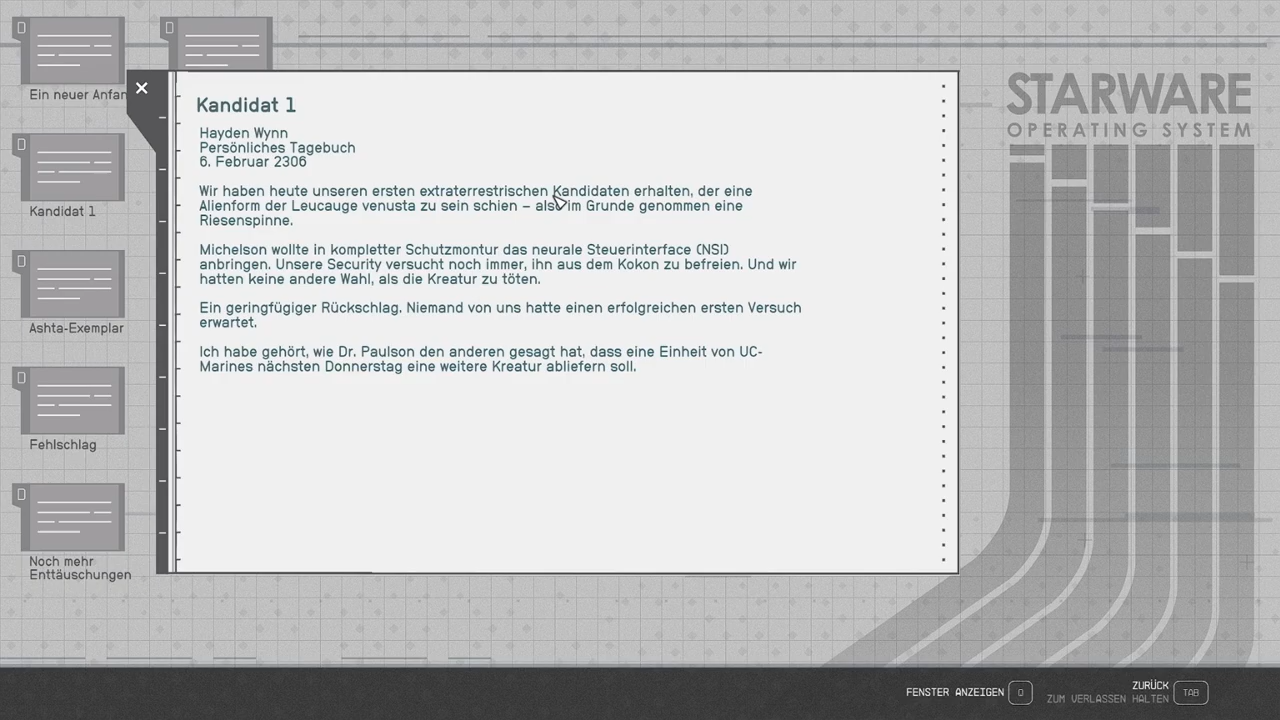 Ein neuer Anfan
Kandidat 1
Ashta-Exemplar
Fehlschlag
Noch mehr
Enttäuschungen
Kandidat 1
Hayden Wynn
Persönliches Tagebuch
6. Februar 2306
Wir haben heute unseren ersten extraterrestrischen Kandidaten erhalten, der eine
Alienform der Leucauge venusta zu sein schien – also im Grunde genommen eine
Riesenspinne.
Michelson wollte in kompletter Schutzmontur das neurale Steuerinterface (NSI)
anbringen. Unsere Security versucht noch immer, ihn aus dem Kokon zu befreien. Und wir
hatten keine andere Wahl, als die Kreatur zu töten.
Ein geringfügiger Rückschlag. Niemand von uns hatte einen erfolgreichen ersten Versuch
erwartet.
Ich habe gehört, wie Dr. Paulson den anderen gesagt hat, dass eine Einheit von UC-
Marines nächsten Donnerstag eine weitere Kreatur abliefern soll.
STARWARE
OPERATING SYSTEM
FENSTER ANZEIGEN O
ZURÜCK
ZUM VERLASSEN HALTEN TAB